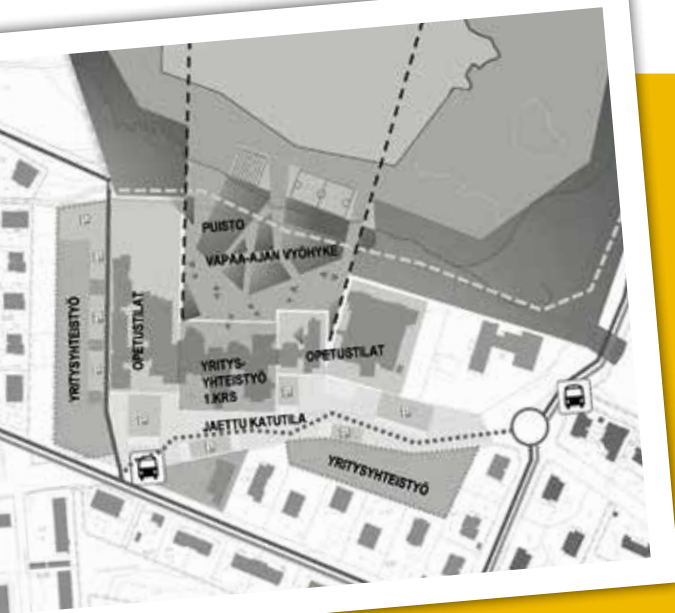 PUISTO
VAPAA-AJAN VYÖHYKE
YRITYSYHTEISTYÖ
OPETUSTILAT
OPETUSTILAT
YRITYS-
YHTEISTYÖ
1.KRS
JAETTU KATUTILA
YRITYSYHTEISTYÖ